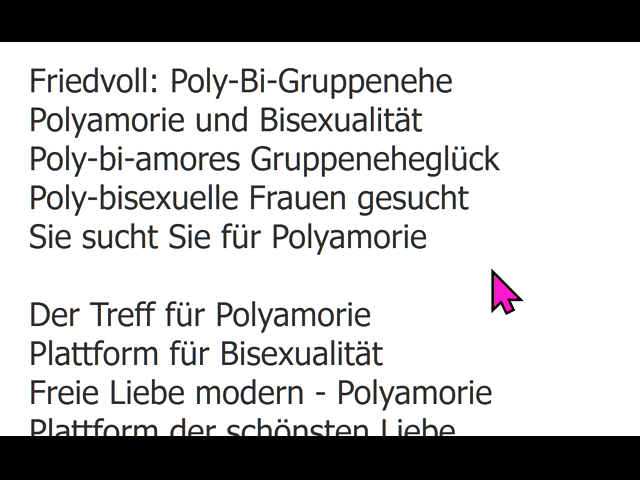 Friedvoll: Poly-Bi-Gruppenehe
Polyamorie und Bisexualität
Poly-bi-amores Gruppeneheglück
Poly-bisexuelle Frauen gesucht
Sie sucht Sie für Polyamorie
Der Treff für Polyamorie
Plattform für Bisexualität
Freie Liebe modern - Polyamorie
Plattform der schönsten Liebe